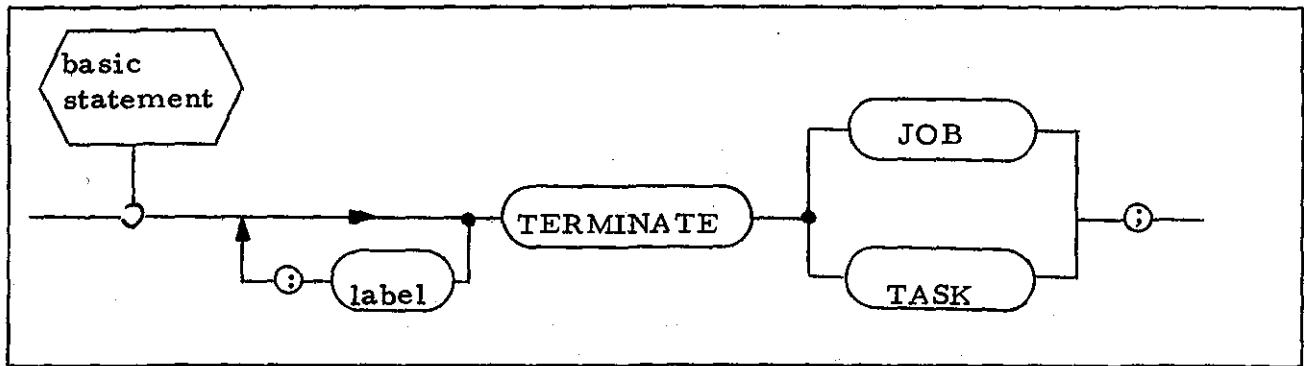 basic
statement
JOB
TERMINATE
;
:
label
TASK